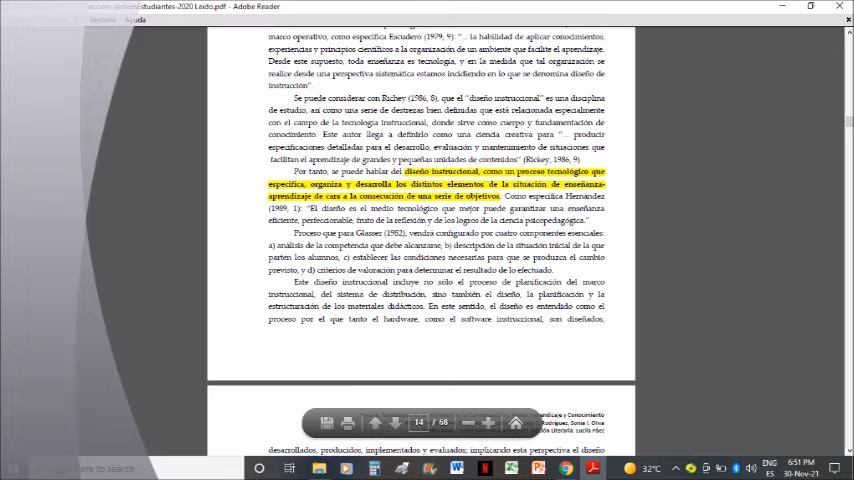 Estudiantes-2020 Leido.pdf - Adobe Reader
Ventana Ayuda
marco operativo, como especifica Escudero (1979, 9): “... la habilidad de aplicar conocimientos,
experiencias y principios científicos a la organización de un ambiente que facilite el aprendizaje.
Desde este supuesto, toda enseñanza es tecnología, y en la medida que tal organización se
realice desde una perspectiva sistemática estamos incidiendo en lo que se denomina diseño de
instrucción”.
Se puede considerar con Richey (1986, 8), que el “diseño instruccional” es una disciplina
de estudio, así como una serie de destrezas bien definidas que está relacionada especialmente
con el campo de la tecnología instruccional, donde sirve como cuerpo y fundamentación de
conocimiento. Este autor llega a definirlo como una ciencia creativa para “... producir
especificaciones detalladas para el desarrollo, evaluación y mantenimiento de situaciones que
facilitan el aprendizaje de grandes y pequeñas unidades de contenidos” (Rickey, 1986, 9).
Por tanto, se puede hablar del diseño instruccional, como un proceso tecnológico que
especifica, organiza y desarrolla los distintos elementos de la situación de enseñanza-
aprendizaje de cara a la consecución de una serie de objetivos. Como especifica Hernández
(1989, 1): “El diseño es el medio tecnológico que mejor puede garantizar una enseñanza
eficiente, perfeccionable, fruto de la reflexión y de los logros de la ciencia psicopedagógica.”
Proceso que para Glasser (1982), vendrá configurado por cuatro componentes esenciales:
a) análisis de la competencia que debe alcanzarse, b) descripción de la situación inicial de la que
parten los alumnos, c) establecer las condiciones necesarias para que se produzca el cambio
previsto, y d) criterios de valoración para determinar el resultado de lo efectuado.
Este diseño instruccional incluye no sólo el proceso de planificación del marco
instruccional, del sistema de distribución, sino también el diseño, la planificación y la
estructuración de los materiales didácticos. En este sentido, el diseño es entendido como el
proceso por el que tanto el hardware, como el software instruccional, son diseñados,
Aprendizaje y Conocimiento
Rodríguez, Sonie I. Oliva
Edición Literaria: Lucila Páez
14 / 58
desarrollados, producidos, implementados y evaluados; implicando esta perspectiva el diseño
here to search
32°C
ENG
ES
6:51 PM
30-Nov-21